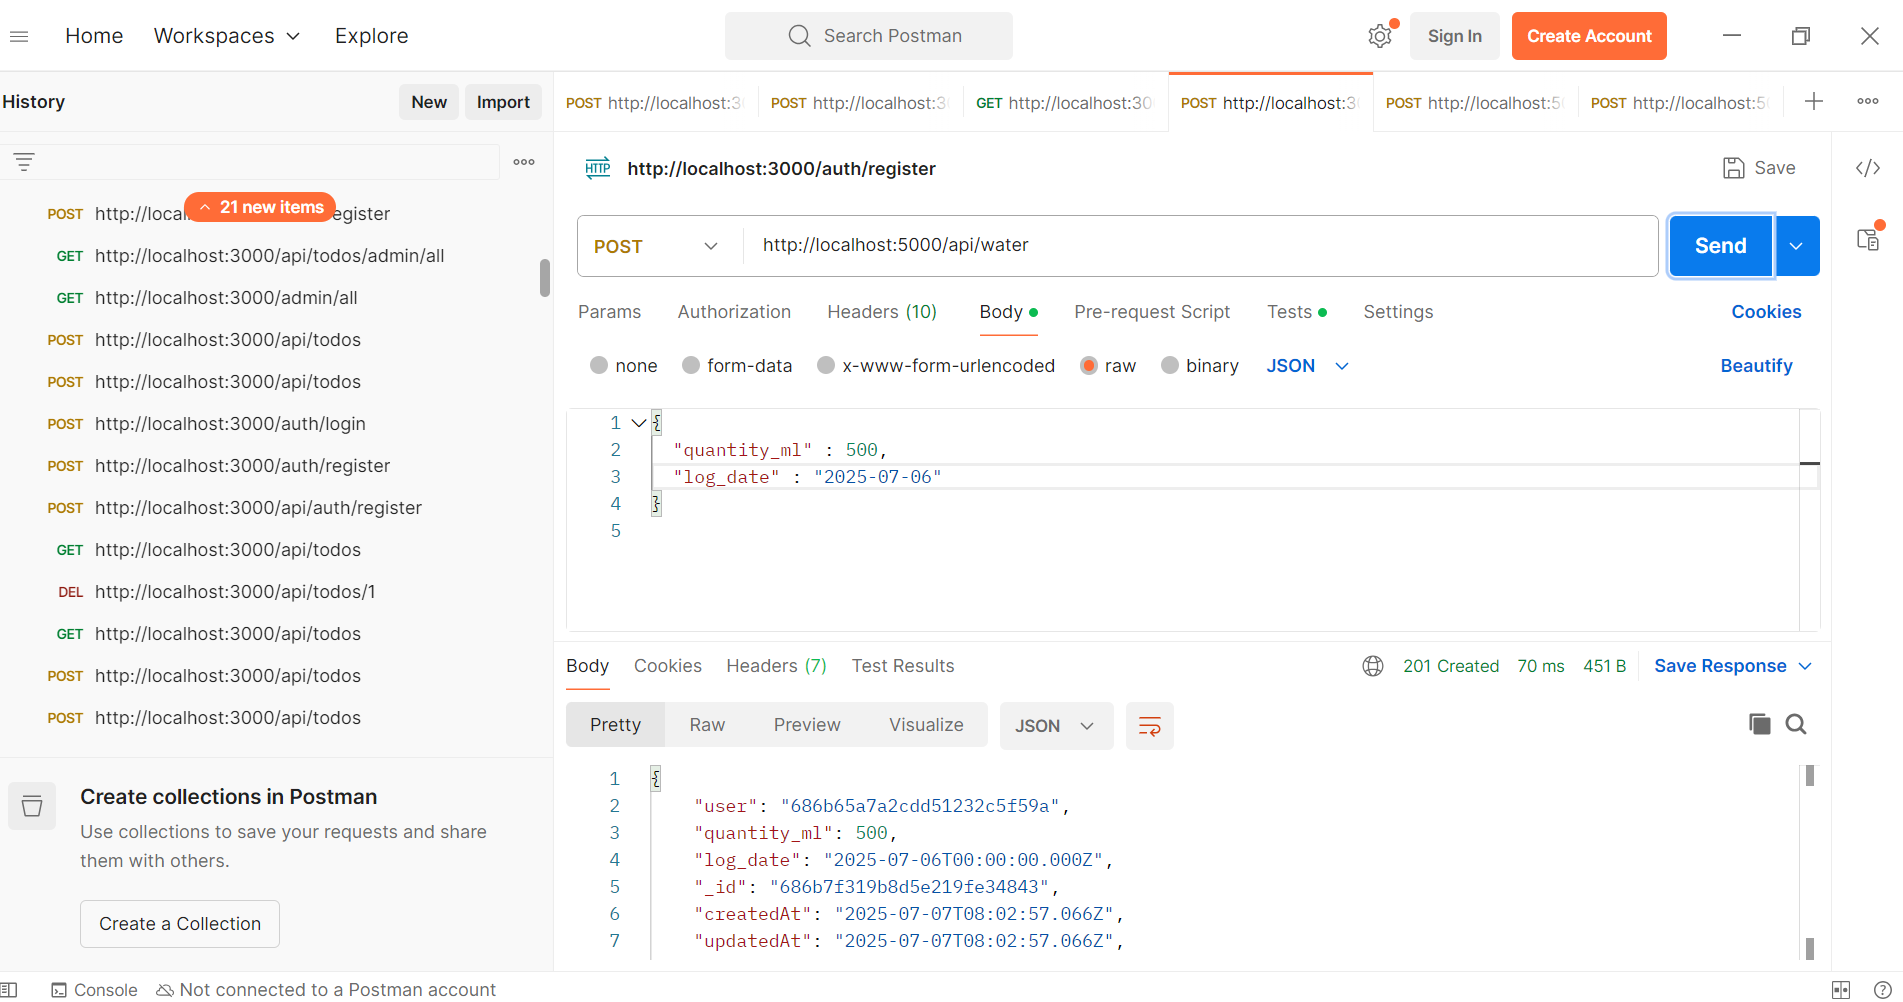 Home Workspaces Explore Search Postman Sign In Create Account
History New Import
POST http://localhost:3 POST http://localhost:3 GET http://localhost:30 POST http://localhost:3 POST http://localhost:5 POST http://localhost:5
21 new items
POST http://loca egister
GET http://localhost:3000/api/todos/admin/all
GET http://localhost:3000/admin/all
POST http://localhost:3000/api/todos
POST http://localhost:3000/api/todos
POST http://localhost:3000/auth/login
POST http://localhost:3000/auth/register
POST http://localhost:3000/api/auth/register
GET http://localhost:3000/api/todos
DEL http://localhost:3000/api/todos/1
GET http://localhost:3000/api/todos
POST http://localhost:3000/api/todos
POST http://localhost:3000/api/todos
Create collections in Postman
Use collections to save your requests and share
them with others.
Create a Collection
HTTP http://localhost:3000/auth/register Save
POST http://localhost:5000/api/water Send
Params Authorization Headers (10) Body Pre-request Script Tests Settings Cookies
none form-data x-www-form-urlencoded raw binary JSON Beautify
1 {
2 "quantity_ml" : 500,
3 "log_date" : "2025-07-06"
4 }
5
Body Cookies Headers (7) Test Results 201 Created 70 ms 451 B Save Response
Pretty Raw Preview Visualize JSON
1 {
2 "user": "686b65a7a2cdd51232c5f59a",
3 "quantity_ml": 500,
4 "log_date": "2025-07-06T00:00:00.000Z",
5 "_id": "686b7f319b8d5e219fe34843",
6 "createdAt": "2025-07-07T08:02:57.066Z",
7 "updatedAt": "2025-07-07T08:02:57.066Z",
Console Not connected to a Postman account